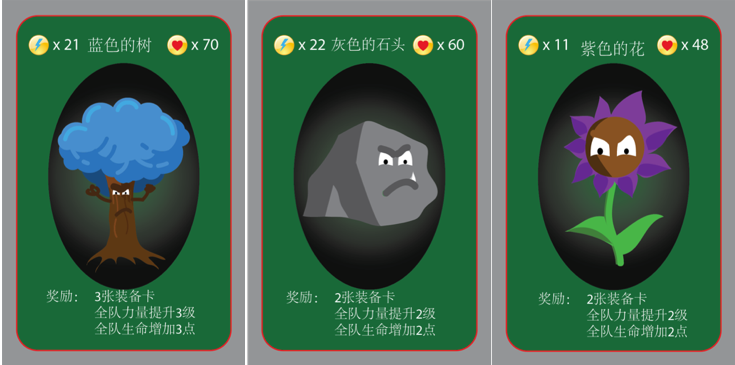 x 21 蓝色的树 x 70
奖励： 3张装备卡
全队力量提升3级
全队生命增加3点
x 22 灰色的石头 x 60
奖励： 2张装备卡
全队力量提升2级
全队生命增加2点
x 11 紫色的花 x 48
奖励： 2张装备卡
全队力量提升2级
全队生命增加2点